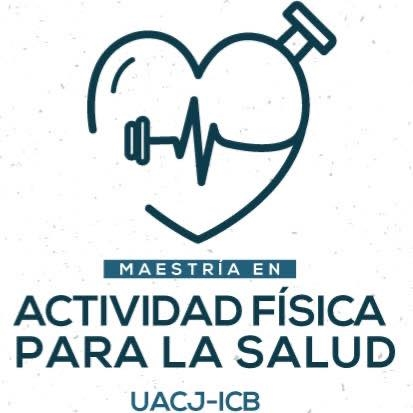 MAESTRÍA EN
ACTIVIDAD FÍSICA
PARA LA SALUD
UACJ-ICB